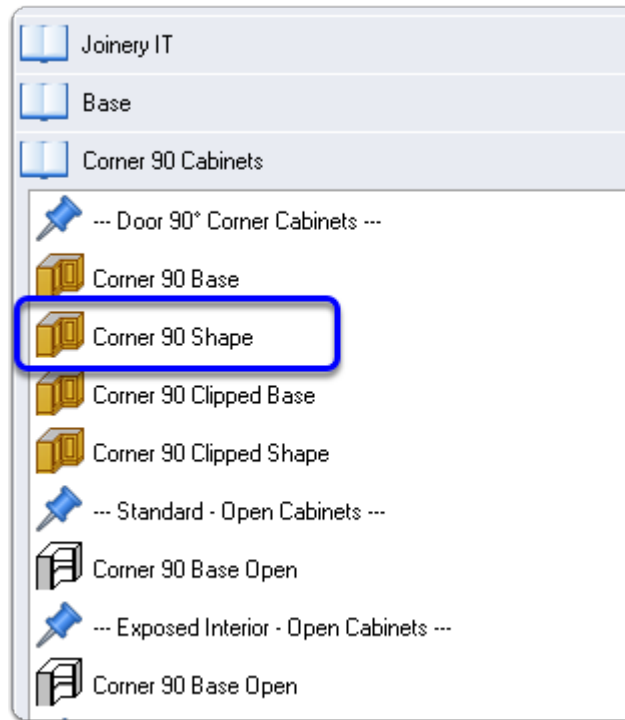 Joinery IT
Base
Corner 90 Cabinets
--- Door 90° Corner Cabinets ---
Corner 90 Base
Corner 90 Shape
Corner 90 Clipped Base
Corner 90 Clipped Shape
--- Standard - Open Cabinets ---
Corner 90 Base Open
--- Exposed Interior - Open Cabinets ---
Corner 90 Base Open